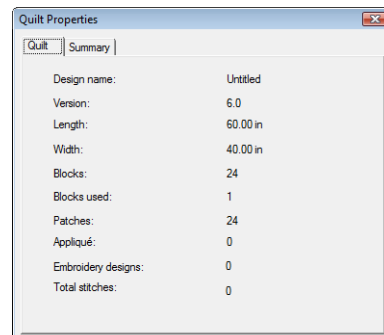 Quilt Properties
Quilt Summary
Design name: Untitled
Version: 6.0
Length: 60.00 in
Width: 40.00 in
Blocks: 24
Blocks used: 1
Patches: 24
Appliqué: 0
Embroidery designs: 0
Total stitches: 0